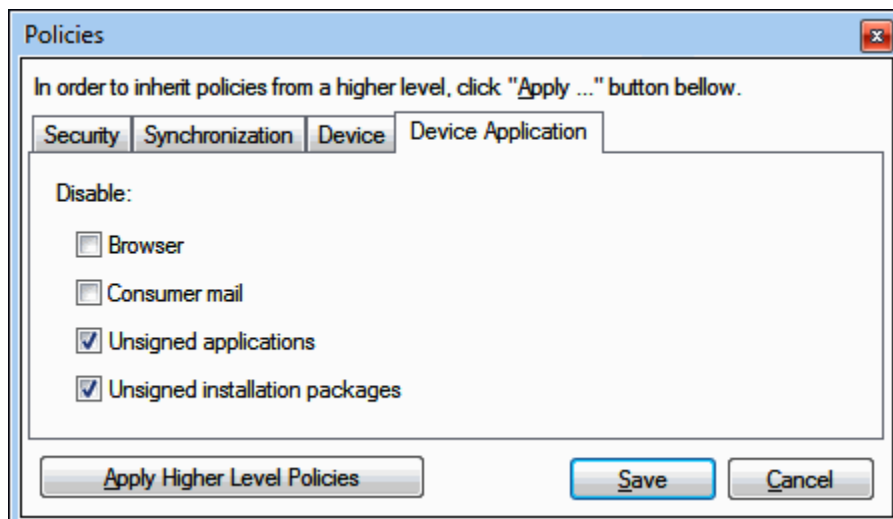 Policies
In order to inherit policies from a higher level, click "Apply ..." button bellow.
Security Synchronization Device Device Application
Disable:
Browser
Consumer mail
Unsigned applications
Unsigned installation packages
Apply Higher Level Policies Save Cancel